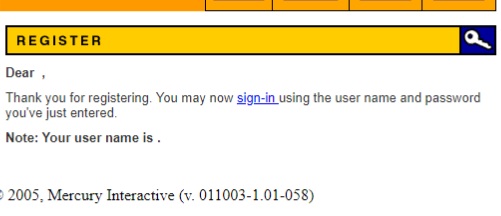 REGISTER
Dear ,
Thank you for registering. You may now sign-in using the user name and password
you've just entered.
Note: Your user name is .
© 2005, Mercury Interactive (v. 011003-1.01-058)